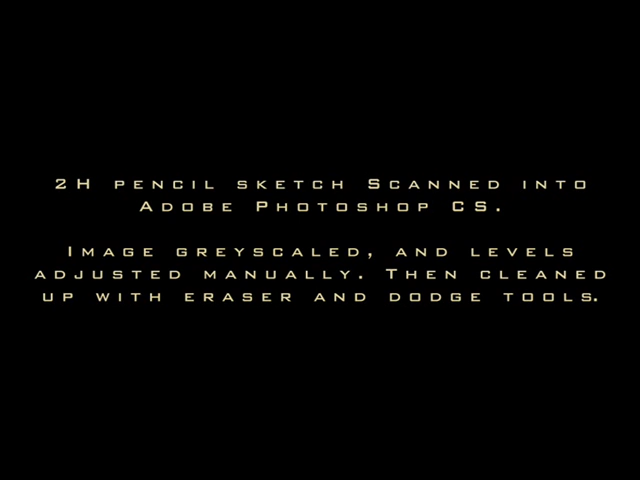 2H pencil sketch Scanned into
Adobe Photoshop CS.
Image greyscaled, and levels
adjusted manually. Then cleaned
up with eraser and dodge tools.